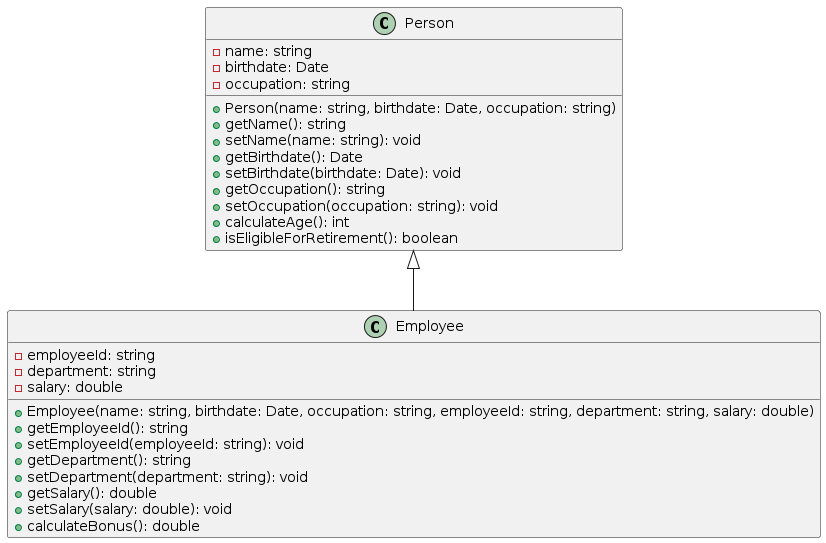 C Person
name: string
birthdate: Date
occupation: string
Person(name: string, birthdate: Date, occupation: string)
getName(): string
setName(name: string): void
getBirthdate(): Date
setBirthdate(birthdate: Date): void
getOccupation(): string
setOccupation(occupation: string): void
calculateAge(): int
isEligibleForRetirement(): boolean
C Employee
employeeId: string
department: string
salary: double
Employee(name: string, birthdate: Date, occupation: string, employeeId: string, department: string, salary: double)
getEmployeeId(): string
setEmployeeId(employeeId: string): void
getDepartment(): string
setDepartment(department: string): void
getSalary(): double
setSalary(salary: double): void
calculateBonus(): double